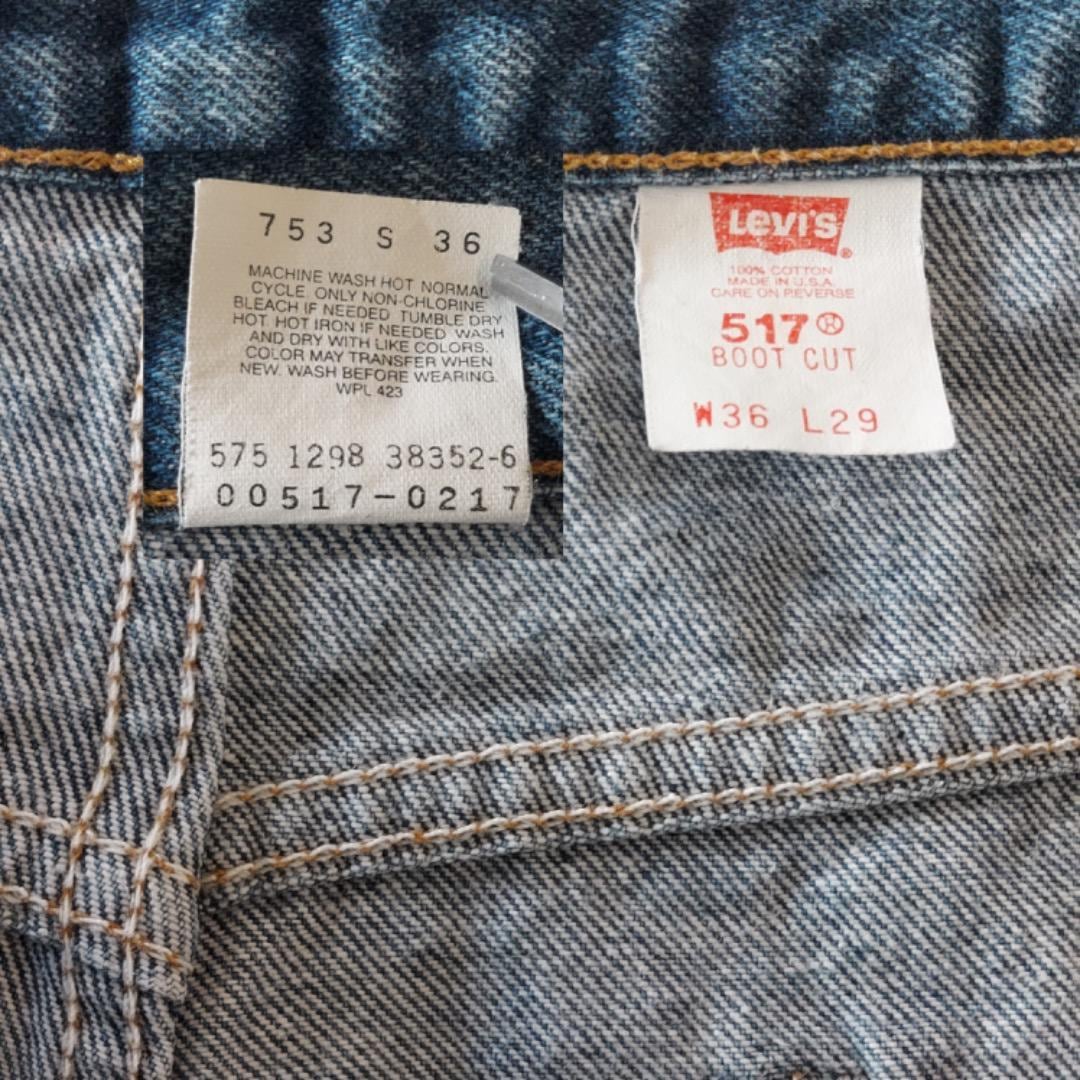 753 S 36
MACHINE WASH HOT NORMAL
CYCLE. ONLY NON-CHLORINE
BLEACH IF NEEDED. TUMBLE DRY
HOT. HOT IRON IF NEEDED. WASH
AND DRY WITH LIKE COLORS.
COLOR MAY TRANSFER WHEN
NEW. WASH BEFORE WEARING.
WPL 423
575 1298 38352-6
00517-0217
LEVI'S®
100% COTTON
MADE IN U.S.A.
CARE ON REVERSE
517®
BOOT CUT
W36 L29